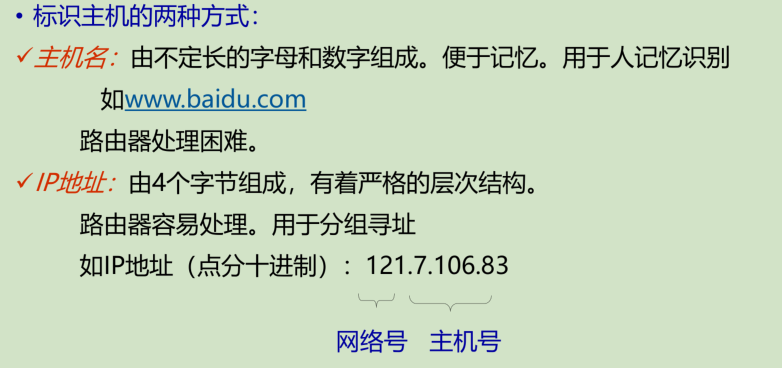 • 标识主机的两种方式：
✓主机名：由不定长的字母和数字组成。便于记忆。用于人记忆识别
如www.baidu.com
路由器处理困难。
✓IP地址：由4个字节组成，有着严格的层次结构。
路由器容易处理。用于分组寻址
如IP地址（点分十进制）：121.7.106.83
网络号 主机号